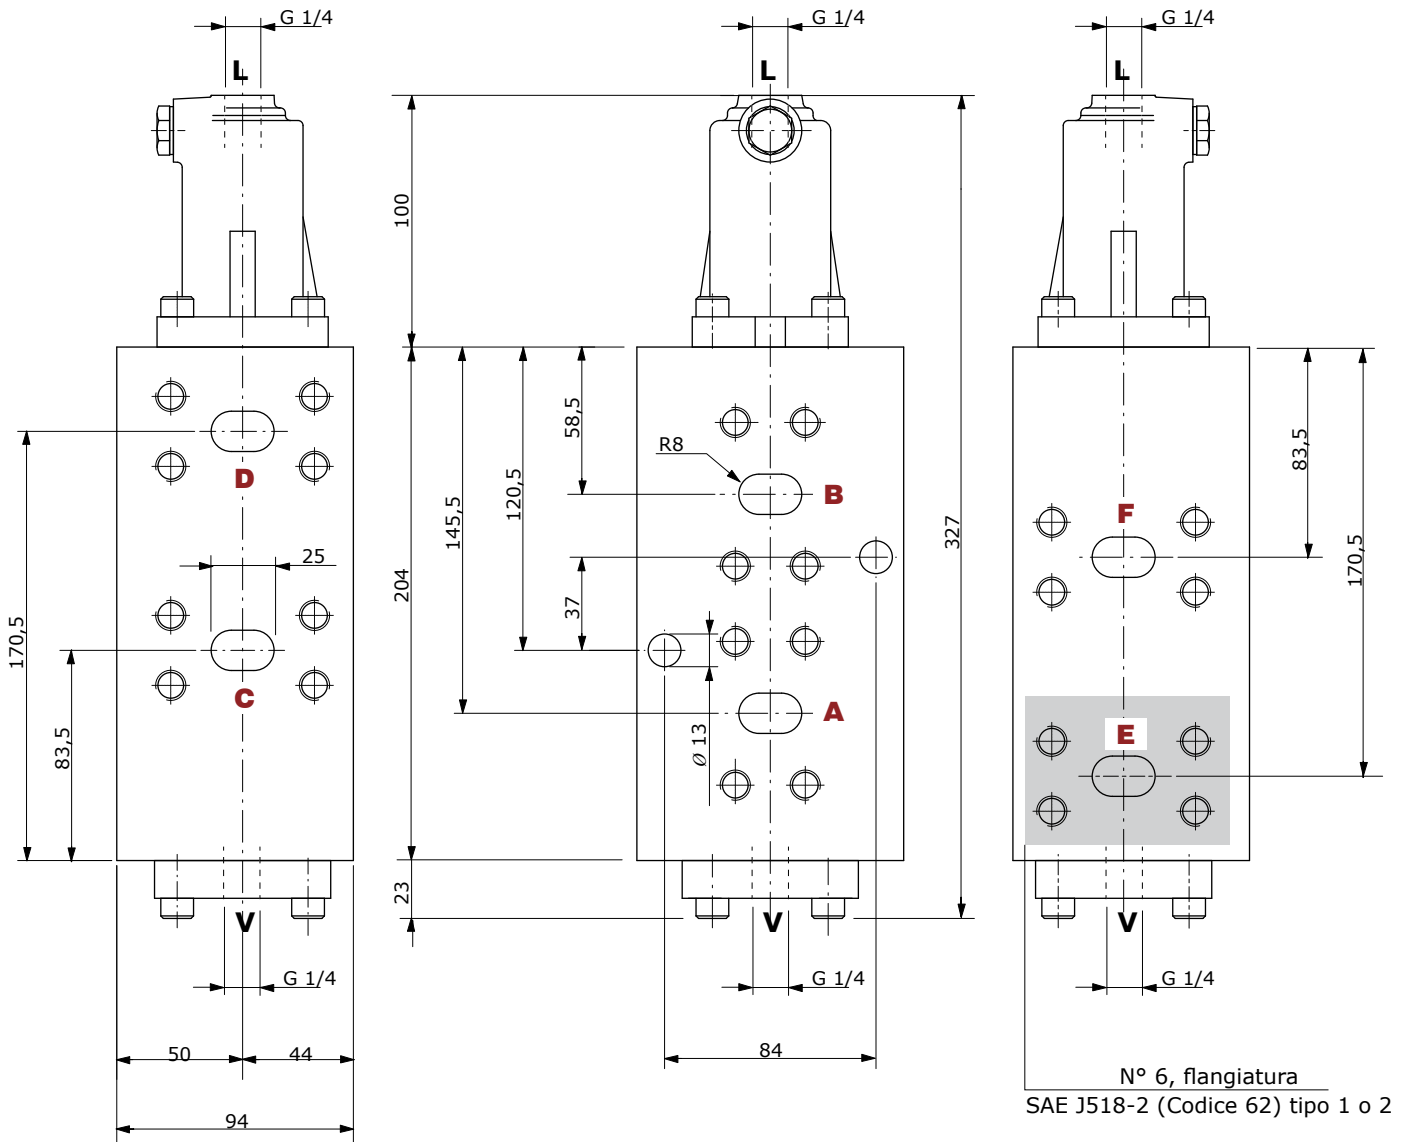 G 1/4
G 1/4
G 1/4
L
L
L
100
58,5
R8
B
83,5
D
120,5
145,5
F
327
170,5
25
204
37
170,5
C
A
83,5
Ø 13
E
23
V
V
V
G 1/4
G 1/4
G 1/4
50
44
84
94
N° 6, flangiatura
SAE J518-2 (Codice 62) tipo 1 o 2